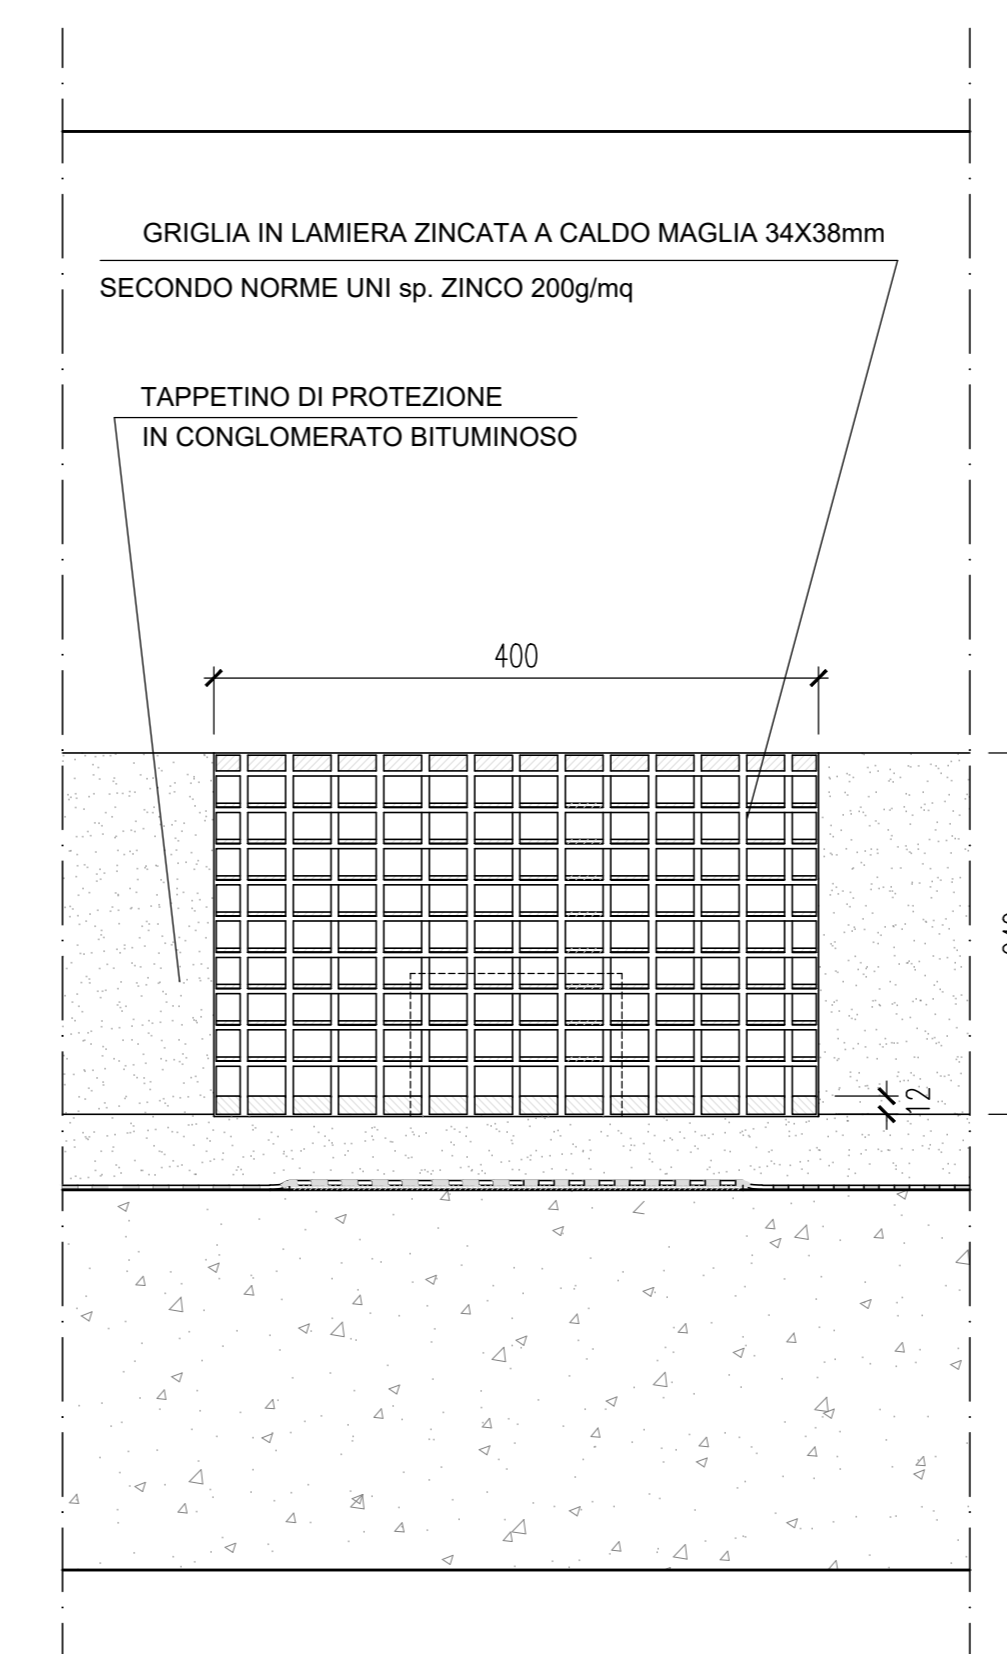 GRIGLIA IN LAMIERA ZINCATA A CALDO MAGLIA 34X38mm
SECONDO NORME UNI sp. ZINCO 200g/mq
TAPPETINO DI PROTEZIONE
IN CONGLOMERATO BITUMINOSO
400
12